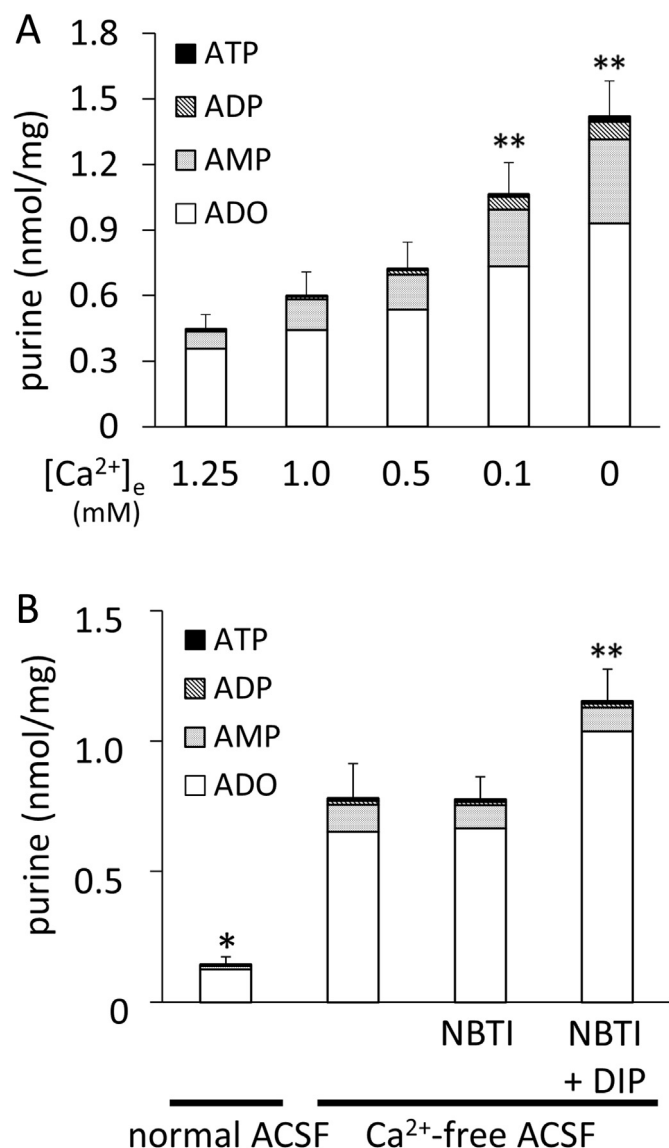 A
purine (nmol/mg)
1.8
1.5
1.2
0.9
0.6
0.3
0
ATP
ADP
AMP
ADO
**
**
[Ca²⁺]ₑ 1.25 1.0 0.5 0.1 0
(mM)
B
purine (nmol/mg)
1.5
1.0
0.5
0
ATP
ADP
AMP
ADO
*
**
NBTI NBTI
+ DIP
normal ACSF Ca²⁺-free ACSF